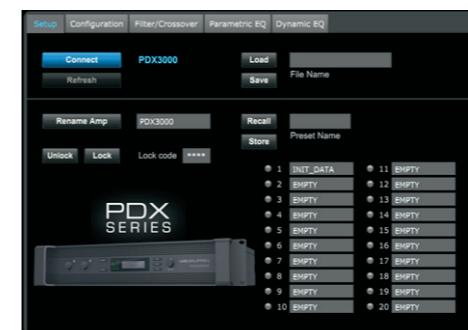 Setup Configuration Filter/Crossover Parametric EQ Dynamic EQ
Connect PDX3000 Load
Refresh Save File Name
Rename Amp PDX3000 Recall
Store Preset Name
Unlock Lock Lock code ****
1 INIT_DATA 11 EMPTY
2 EMPTY 12 EMPTY
3 EMPTY 13 EMPTY
4 EMPTY 14 EMPTY
5 EMPTY 15 EMPTY
6 EMPTY 16 EMPTY
7 EMPTY 17 EMPTY
8 EMPTY 18 EMPTY
9 EMPTY 19 EMPTY
10 EMPTY 20 EMPTY
PDX
SERIES